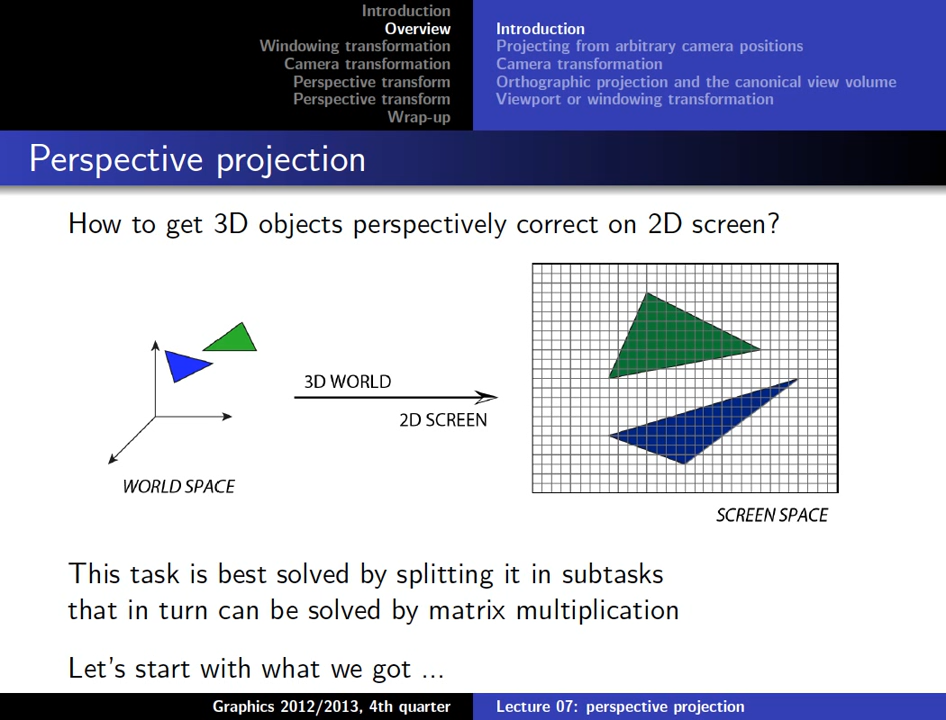 Introduction
Overview
Windowing transformation
Camera transformation
Perspective transform
Perspective transform
Wrap-up
Introduction
Projecting from arbitrary camera positions
Camera transformation
Orthographic projection and the canonical view volume
Viewport or windowing transformation
Perspective projection
How to get 3D objects perspectively correct on 2D screen?
3D WORLD
2D SCREEN
WORLD SPACE
SCREEN SPACE
This task is best solved by splitting it in subtasks
that in turn can be solved by matrix multiplication
Let's start with what we got ...
Graphics 2012/2013, 4th quarter
Lecture 07: perspective projection